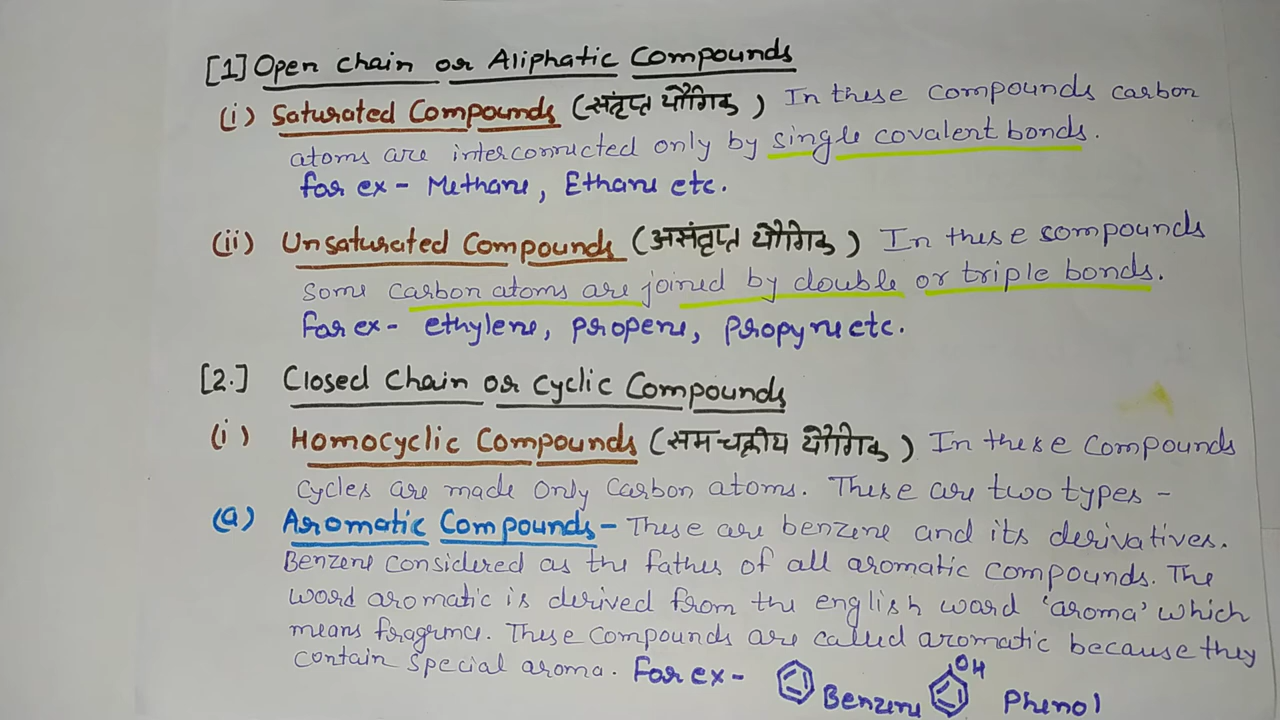 [1] Open chain or Aliphatic Compounds
(i) Saturated Compounds (संतृप्त यौगिक) In these compounds carbon
atoms are interconnected only by single covalent bonds.
For ex- Methane, Ethane etc.
(ii) Unsaturated Compounds (असंतृप्त यौगिक) In these compounds
some carbon atoms are joined by double or triple bonds.
For ex- ethylene, propene, propyne etc.
[2.] Closed Chain or Cyclic Compounds
(i) Homocyclic Compounds (समचक्रीय यौगिक) In these compounds
cycles are made only carbon atoms. These are two types -
(a) Aromatic Compounds - These are benzene and its derivatives.
Benzene considered as the father of all aromatic compounds. The
word aromatic is derived from the english word 'aroma' which
means fragrnce. These compounds are called aromatic because they
contain special aroma. For ex- Benzene OH Phenol